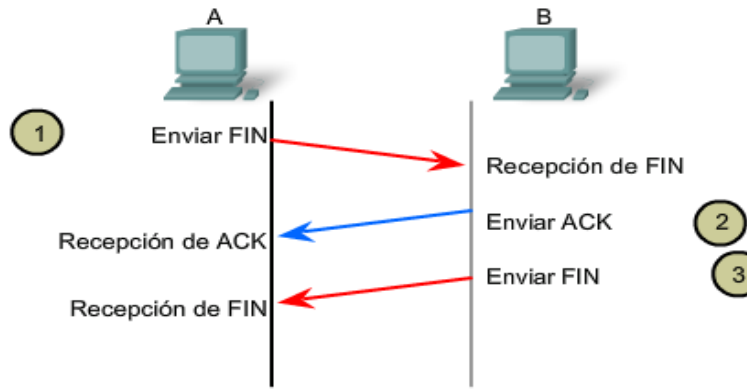 A
B
1
Enviar FIN
Recepción de FIN
Enviar ACK
2
Recepción de ACK
Enviar FIN
3
Recepción de FIN